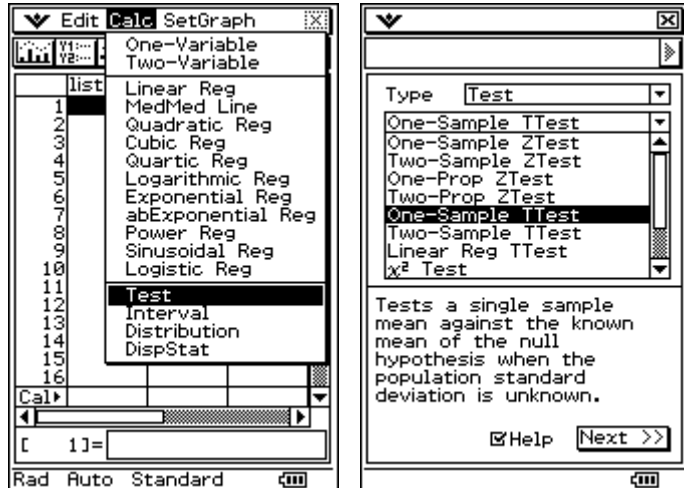 Edit Calc SetGraph
Y1:
Y2:
One-Variable
Two-Variable
list
Linear Reg
MedMed Line
Quadratic Reg
Cubic Reg
Quartic Reg
Logarithmic Reg
Exponential Reg
abExponential Reg
Power Reg
Sinusoidal Reg
Logistic Reg
Test
Interval
Distribution
DispStat
1
2
3
4
5
6
7
8
9
10
11
12
13
14
15
16
Cal▸
[ 1]=
Rad Auto Standard
Type Test
One-Sample TTest
One-Sample ZTest
Two-Sample ZTest
One-Prop ZTest
Two-Prop ZTest
One-Sample TTest
Two-Sample TTest
Linear Reg TTest
χ² Test
Tests a single sample
mean against the known
mean of the null
hypothesis when the
population standard
deviation is unknown.
Help Next >>